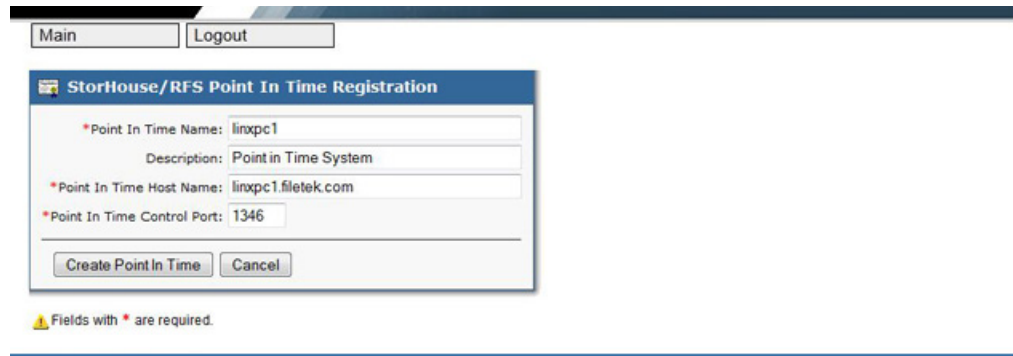 Main Logout
StorHouse/RFS Point In Time Registration
*Point In Time Name: linxpc1
Description: Point in Time System
*Point In Time Host Name: linxpc1.filetek.com
*Point In Time Control Port: 1346
Create Point In Time Cancel
Fields with * are required.